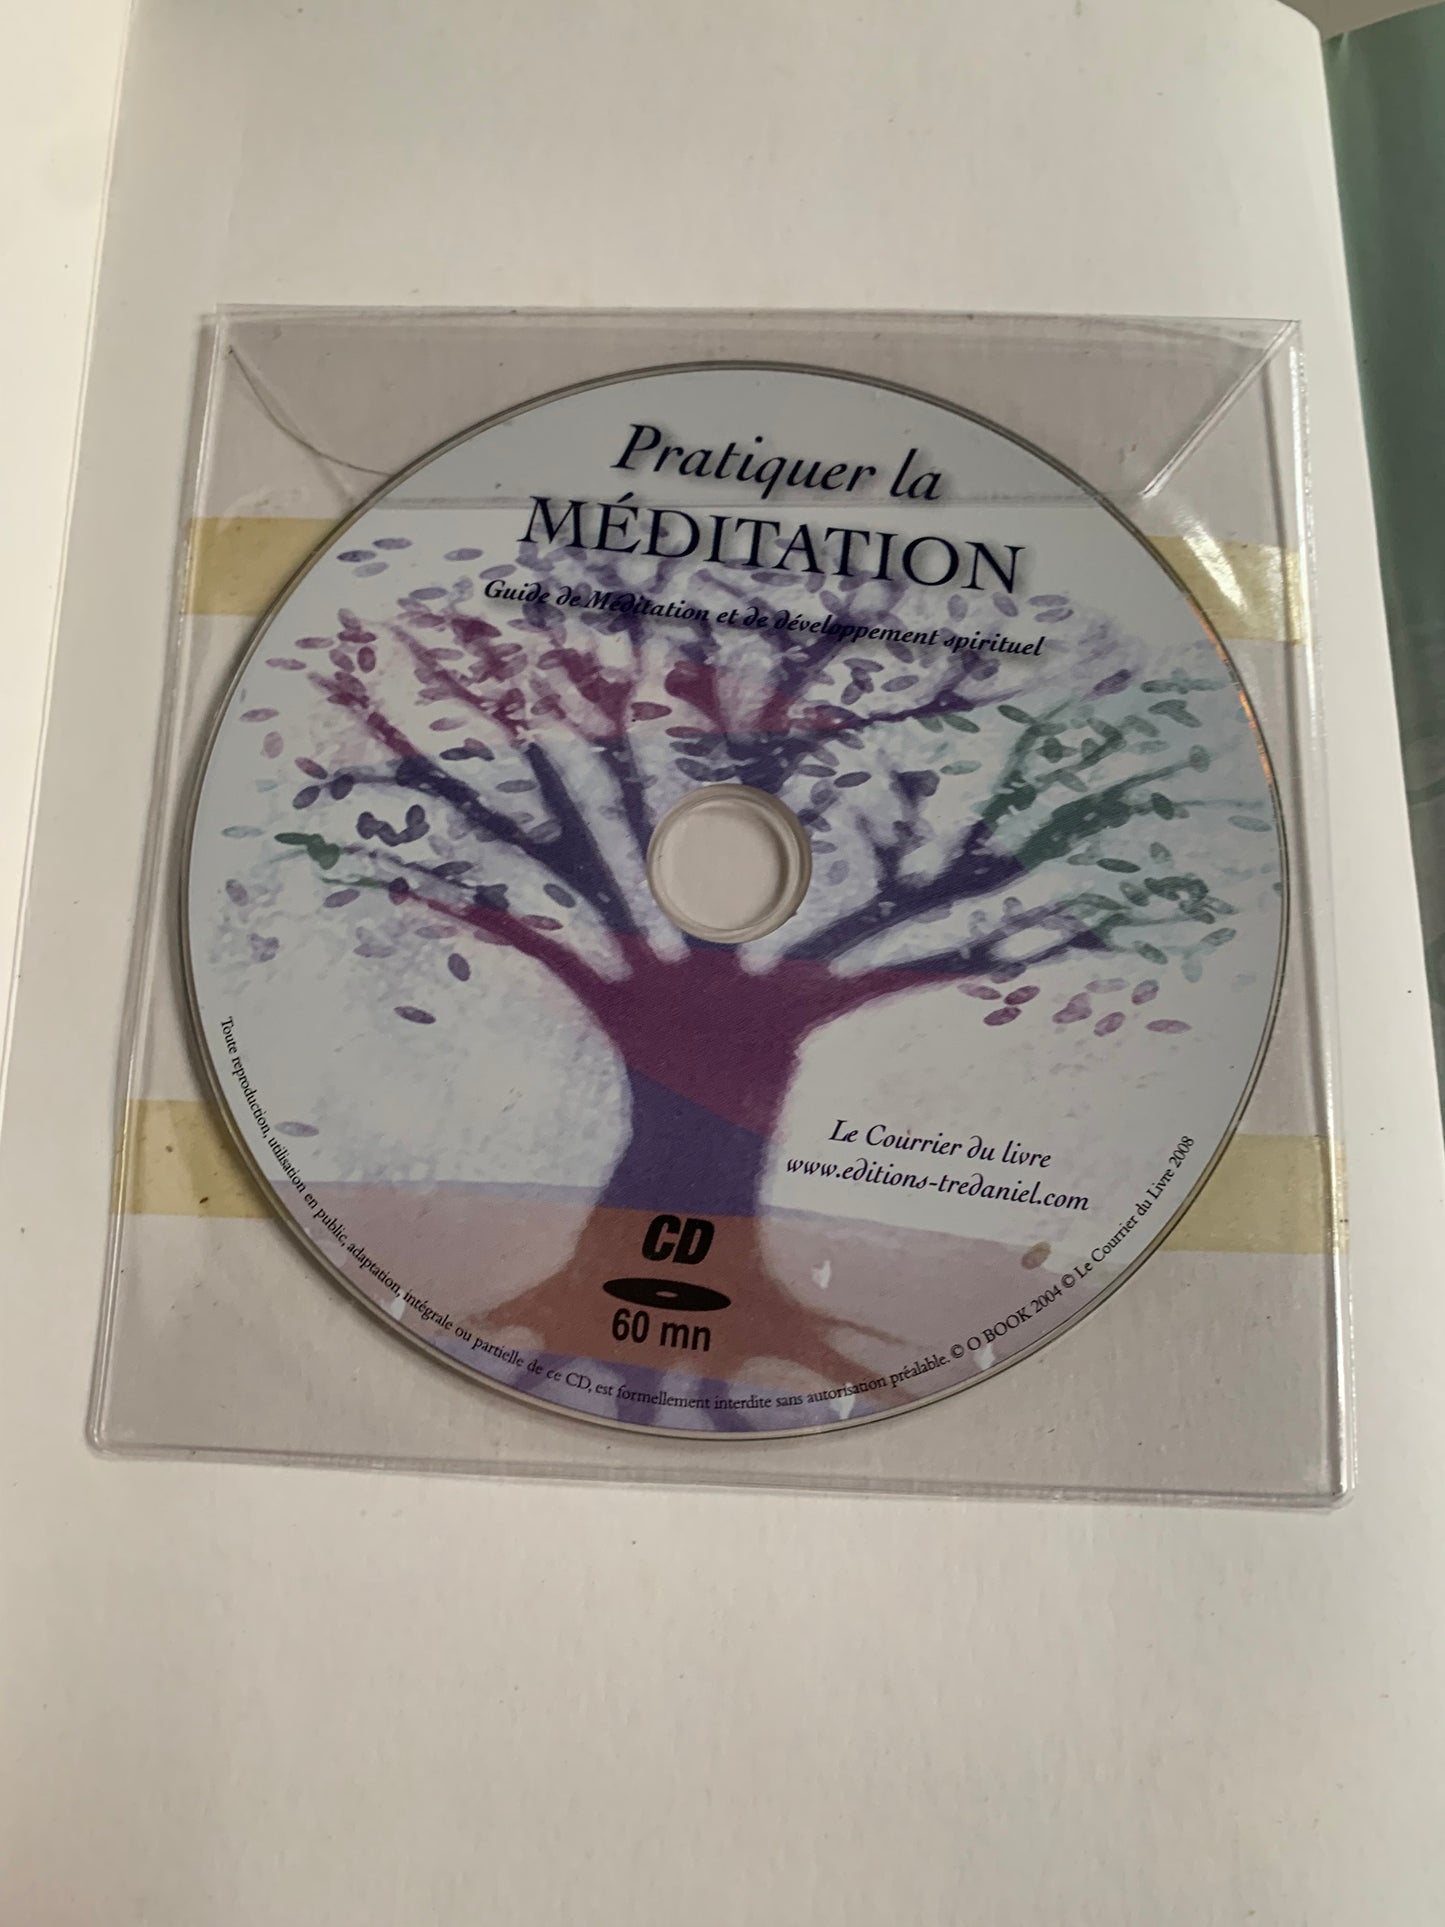 Pratiquer la
MÉDITATION
Guide de Méditation et de développement spirituel
Le Courrier du livre
www.editions-tredaniel.com
CD
60 mn
Toute reproduction, utilisation en public, adaptation, intégrale ou partielle de ce CD, est formellement interdite sans autorisation préalable. © O BOOK 2004 © Le Courrier du Livre 2008